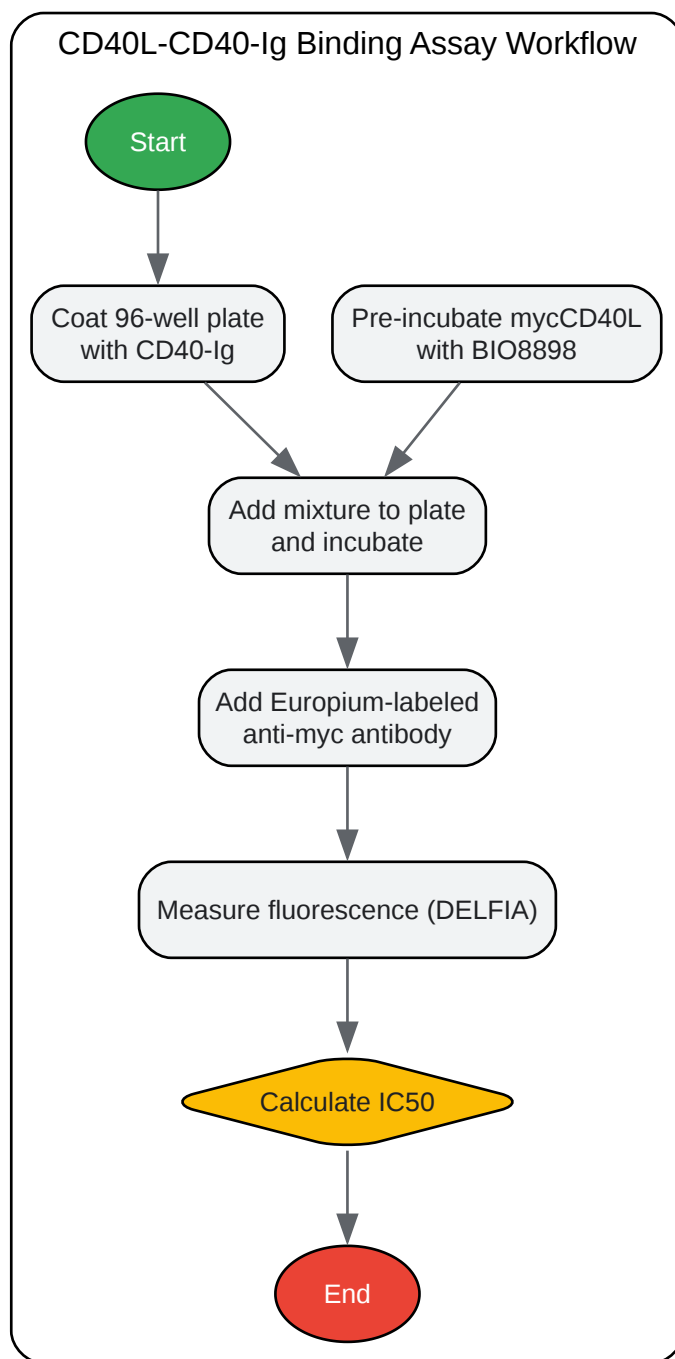 CD40L-CD40-Ig Binding Assay Workflow
Start
Coat 96-well plate
with CD40-Ig
Pre-incubate mycCD40L
with BIO8898
Add mixture to plate
and incubate
Add Europium-labeled
anti-myc antibody
Measure fluorescence (DELFIA)
Calculate IC50
End